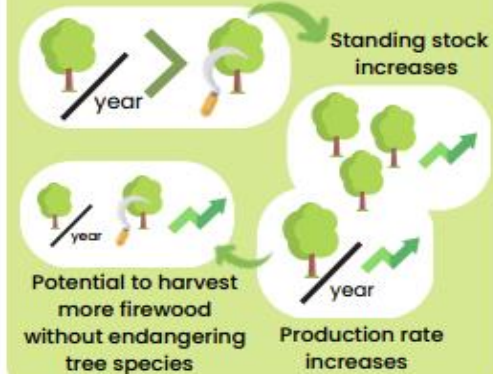 year
Standing stock
increases
year
year
Potential to harvest
more firewood
without endangering
tree species
Production rate
increases